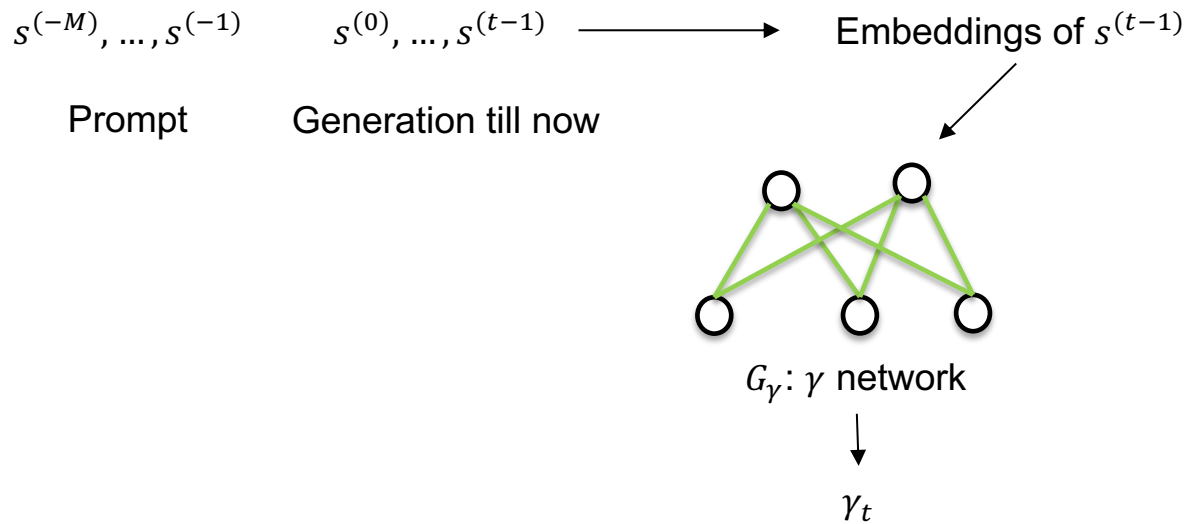 s^(−M), …, s^(−1) s^(0), …, s^(t−1) Embeddings of s^(t−1)
Prompt Generation till now
G_γ: γ network
γ_t